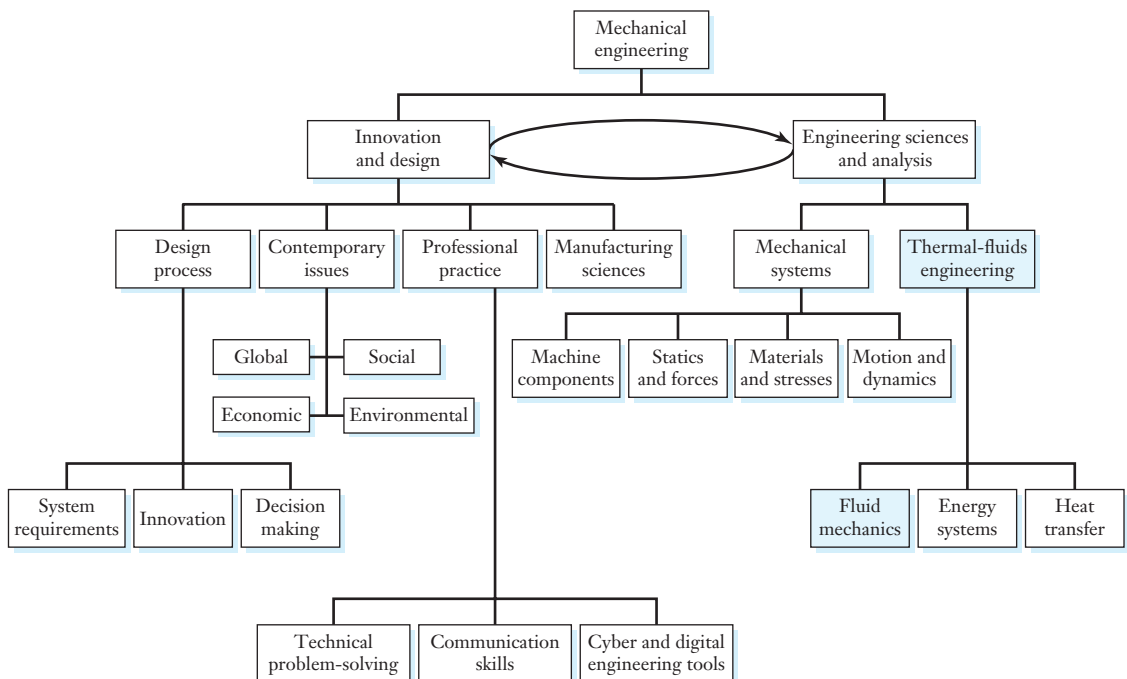 Mechanical
engineering
Innovation
and design
Engineering sciences
and analysis
Design
process
Contemporary
issues
Professional
practice
Manufacturing
sciences
Mechanical
systems
Thermal-fluids
engineering
Global
Social
Economic
Environmental
Machine
components
Statics
and forces
Materials
and stresses
Motion and
dynamics
System
requirements
Innovation
Decision
making
Fluid
mechanics
Energy
systems
Heat
transfer
Technical
problem-solving
Communication
skills
Cyber and digital
engineering tools